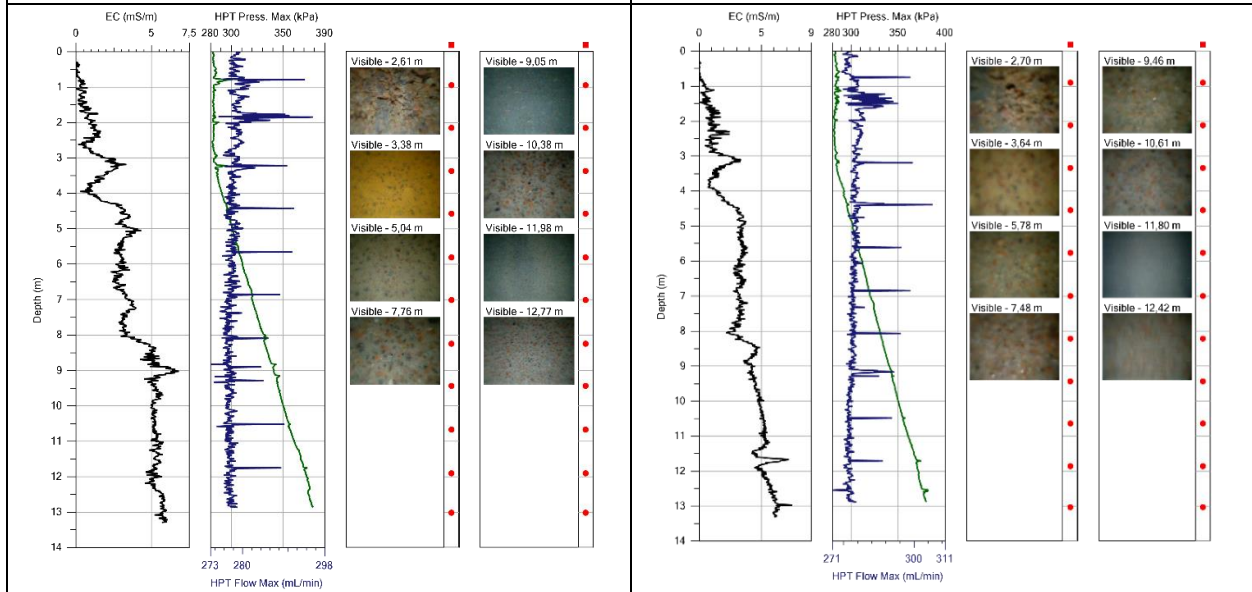 EC (mS/m)
0 5 7.5
HPT Press. Max (kPa)
280 300 350 390
0
1
2
3
4
5
6
7
8
9
10
11
12
13
14
Depth (m)
273 280 298
HPT Flow Max (mL/min)
Visible - 2,61 m
Visible - 9,05 m
Visible - 3,38 m
Visible - 10,38 m
Visible - 5,04 m
Visible - 11,98 m
Visible - 7,76 m
Visible - 12,77 m
EC (mS/m)
0 5 9
HPT Press. Max (kPa)
280 300 350 400
0
1
2
3
4
5
6
7
8
9
10
11
12
13
14
Depth (m)
271 300 311
HPT Flow Max (mL/min)
Visible - 2,70 m
Visible - 9,46 m
Visible - 3,64 m
Visible - 10,61 m
Visible - 5,78 m
Visible - 11,80 m
Visible - 7,48 m
Visible - 12,42 m